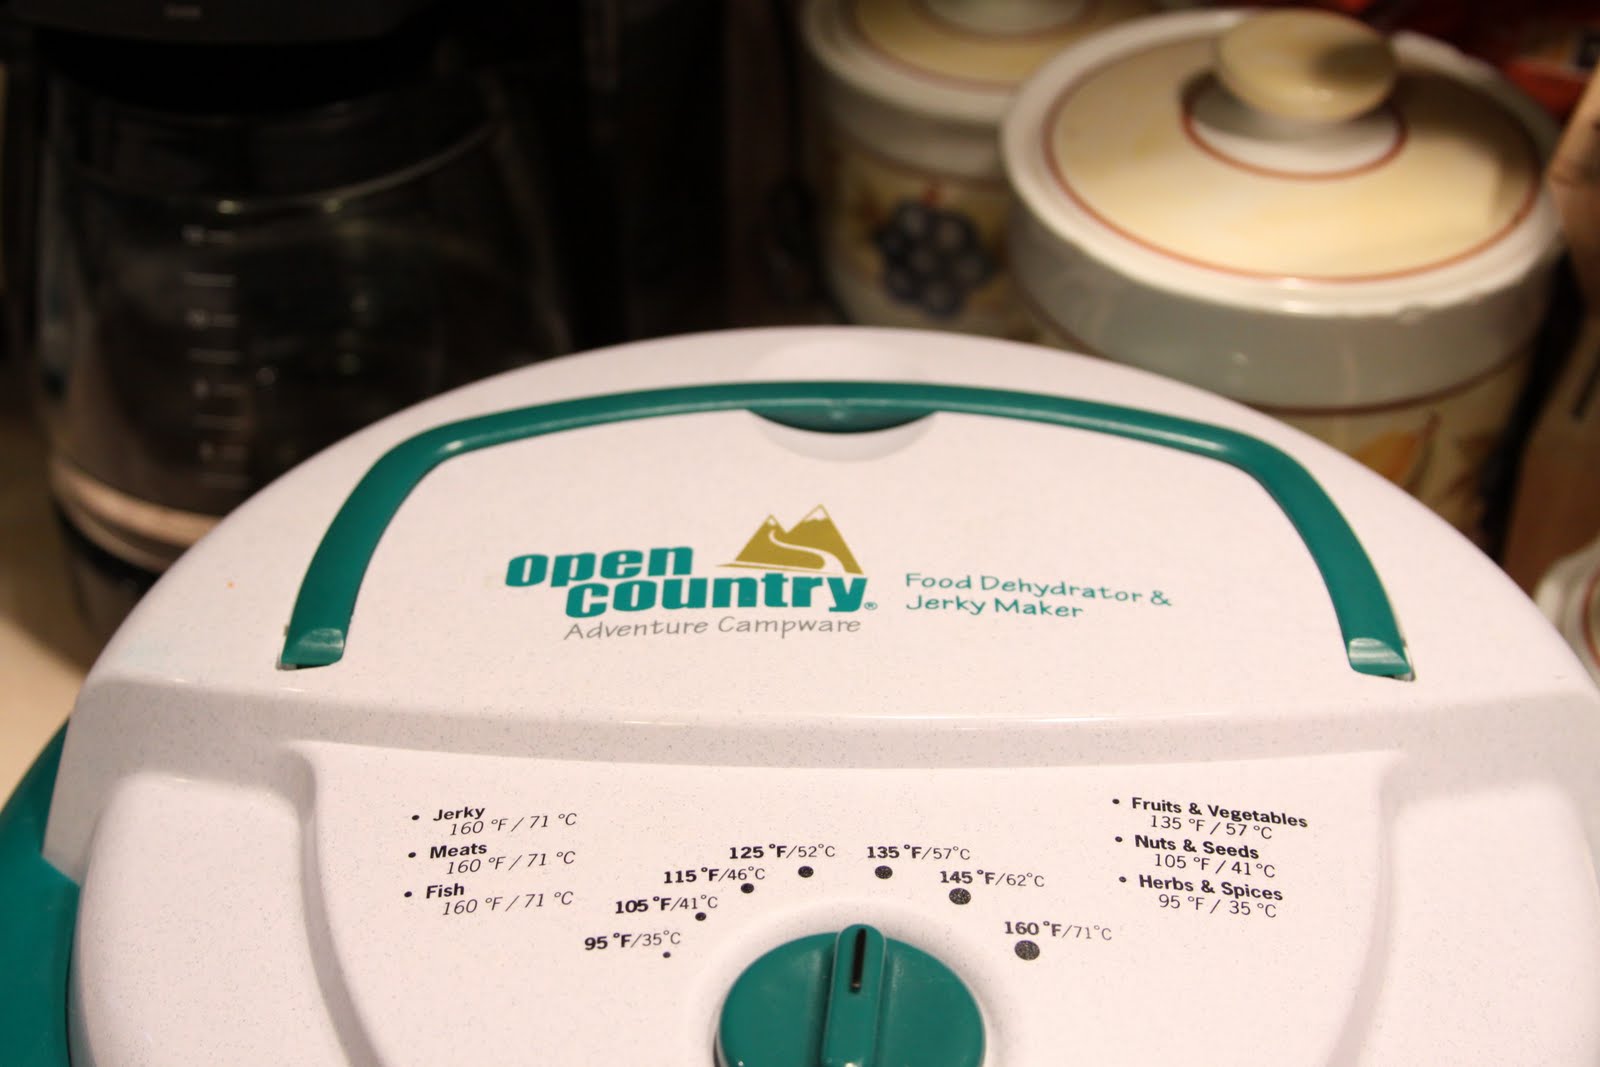 open
country®
Adventure Campware
Food Dehydrator &
Jerky Maker
• Jerky
160 °F / 71 °C
• Meats
160 °F / 71 °C
• Fish
160 °F / 71 °C
95 °F/35°C
105 °F/41°C
115 °F/46°C
125 °F/52°C
135 °F/57°C
145 °F/62°C
160 °F/71°C
• Fruits & Vegetables
135 °F / 57 °C
• Nuts & Seeds
105 °F / 41°C
• Herbs & Spices
95 °F / 35 °C